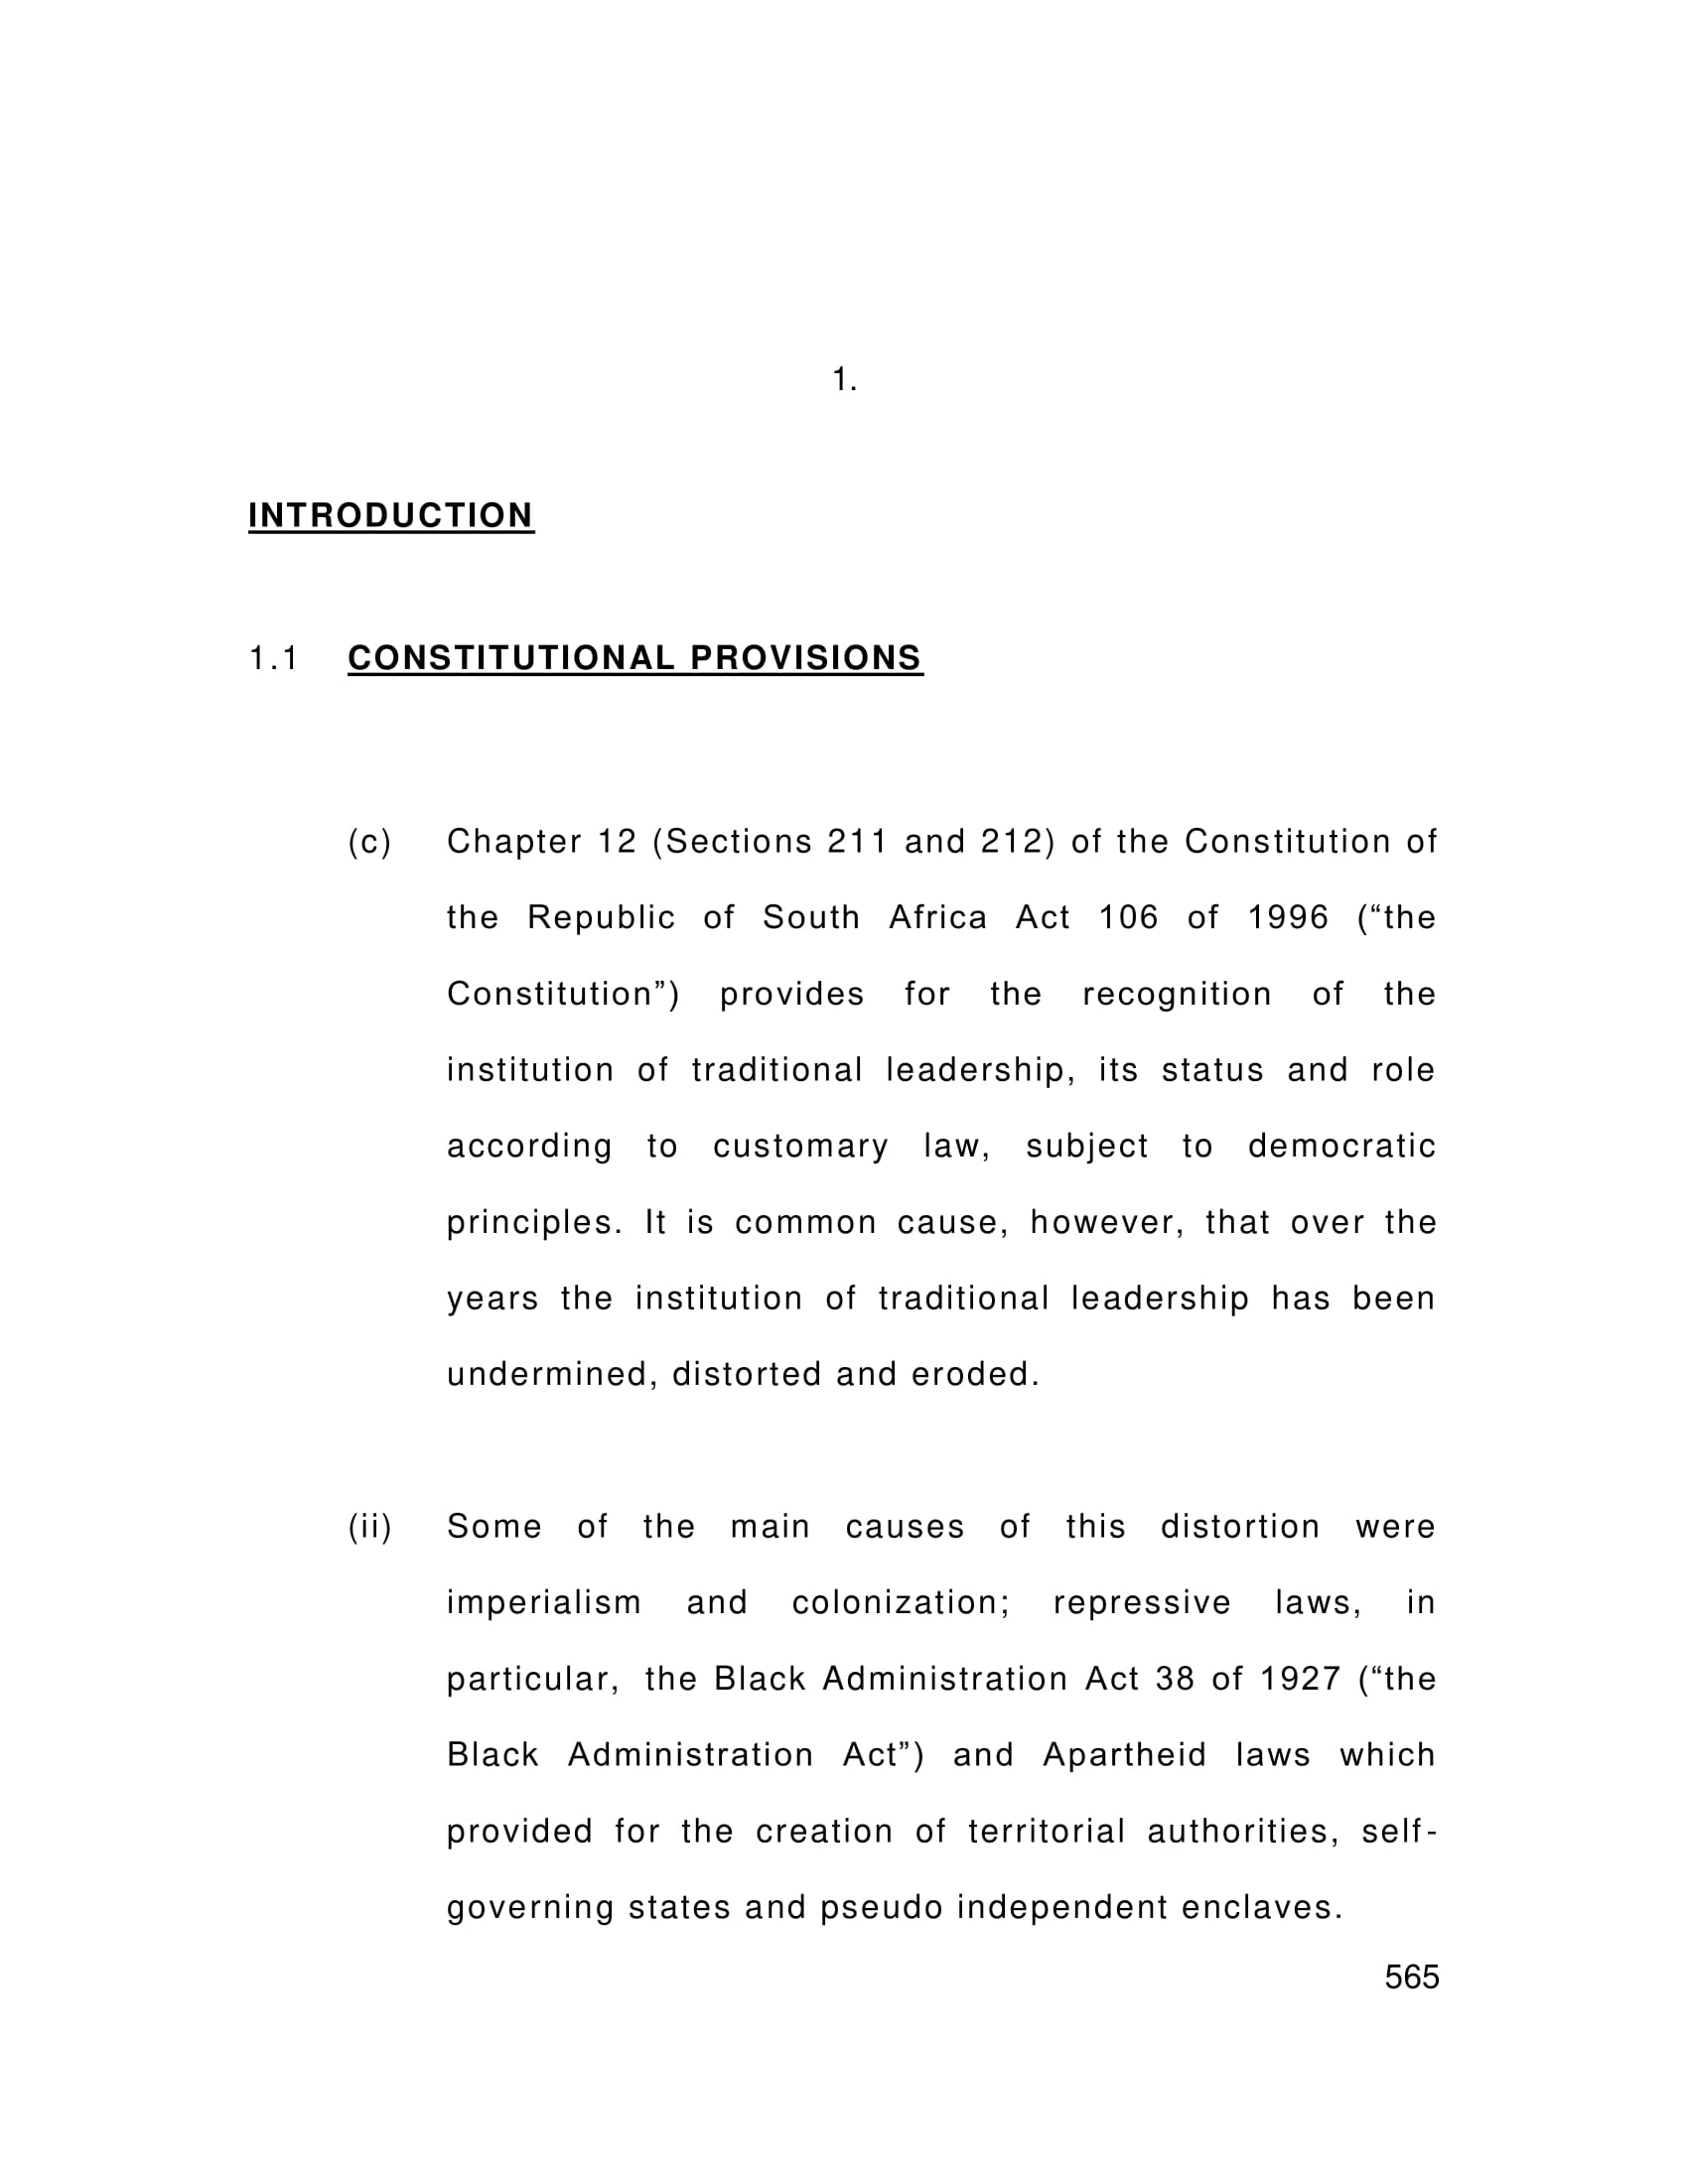 1.
INTRODUCTION
1.1 CONSTITUTIONAL PROVISIONS
(c) Chapter 12 (Sections 211 and 212) of the Constitution of
the Republic of South Africa Act 106 of 1996 (“the
Constitution”) provides for the recognition of the
institution of traditional leadership, its status and role
according to customary law, subject to democratic
principles. It is common cause, however, that over the
years the institution of traditional leadership has been
undermined, distorted and eroded.
(ii) Some of the main causes of this distortion were
imperialism and colonization; repressive laws, in
particular, the Black Administration Act 38 of 1927 (“the
Black Administration Act”) and Apartheid laws which
provided for the creation of territorial authorities, self-
governing states and pseudo independent enclaves.
565